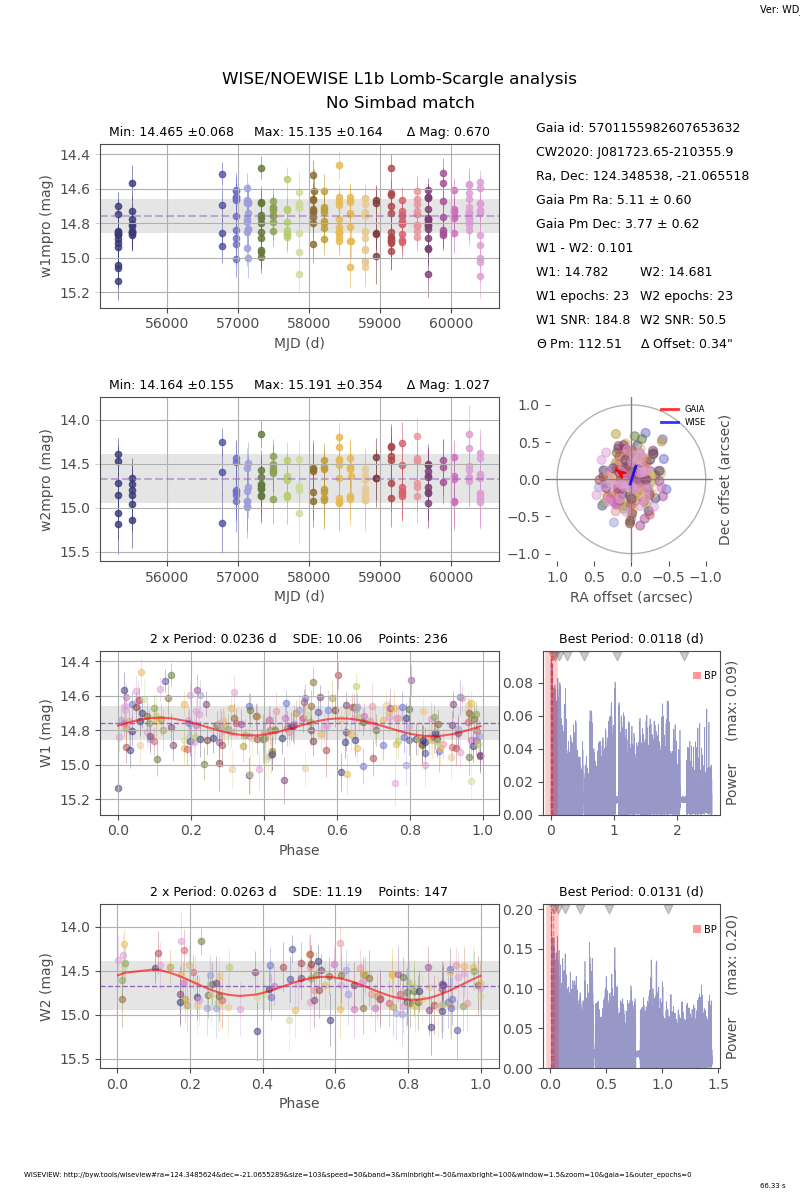 Ver: WD_
WISE/NOEWISE L1b Lomb-Scargle analysis
No Simbad match
Min: 14.465 ±0.068 Max: 15.135 ±0.164 Δ Mag: 0.670
14.4
14.6
14.8
15.0
15.2
w1mpro (mag)
56000 57000 58000 59000 60000
MJD (d)
Gaia id: 5701155982607653632
CW2020: J081723.65-210355.9
Ra, Dec: 124.348538, -21.065518
Gaia Pm Ra: 5.11 ± 0.60
Gaia Pm Dec: 3.77 ± 0.62
W1 - W2: 0.101
W1: 14.782 W2: 14.681
W1 epochs: 23 W2 epochs: 23
W1 SNR: 184.8 W2 SNR: 50.5
Θ Pm: 112.51 Δ Offset: 0.34"
Min: 14.164 ±0.155 Max: 15.191 ±0.354 Δ Mag: 1.027
14.0
14.5
15.0
15.5
w2mpro (mag)
56000 57000 58000 59000 60000
MJD (d)
GAIA
WISE
1.0
0.5
0.0
−0.5
−1.0
Dec offset (arcsec)
1.0 0.5 0.0 −0.5 −1.0
RA offset (arcsec)
2 x Period: 0.0236 d SDE: 10.06 Points: 236
14.4
14.6
14.8
15.0
15.2
W1 (mag)
0.0 0.2 0.4 0.6 0.8 1.0
Phase
Best Period: 0.0118 (d)
BP
0.08
0.06
0.04
0.02
0.00
Power (max: 0.09)
0 1 2
2 x Period: 0.0263 d SDE: 11.19 Points: 147
14.0
14.5
15.0
15.5
W2 (mag)
0.0 0.2 0.4 0.6 0.8 1.0
Phase
Best Period: 0.0131 (d)
BP
0.20
0.15
0.10
0.05
0.00
Power (max: 0.20)
0.0 0.5 1.0 1.5
WISEVIEW: http://byw.tools/wiseview#ra=124.3485624&dec=-21.0655289&size=103&speed=50&band=3&minbright=-50&maxbright=100&window=1.5&zoom=10&gaia=1&outer_epochs=0
66.33 s